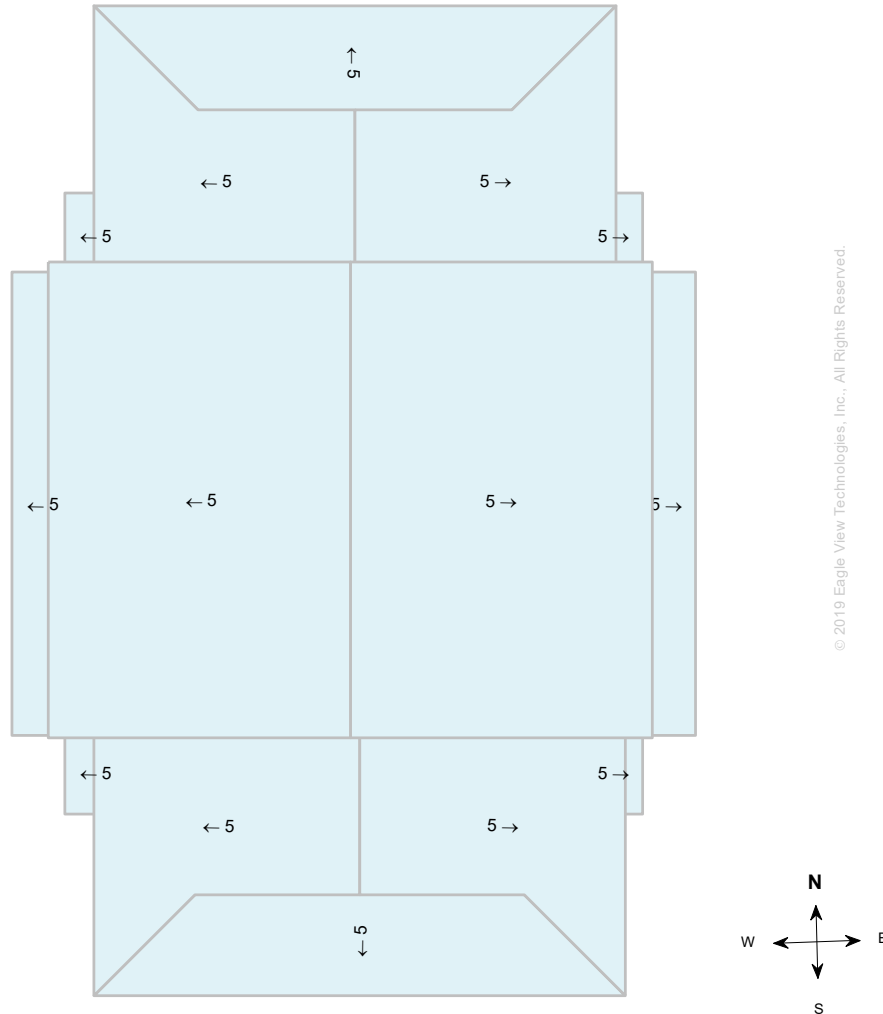 ← 5
← 5
5 →
← 5
5 →
← 5
← 5
5 →
5 →
← 5
5 →
← 5
5 →
← 5
N
W
E
S
© 2019 Eagle View Technologies, Inc., All Rights Reserved.